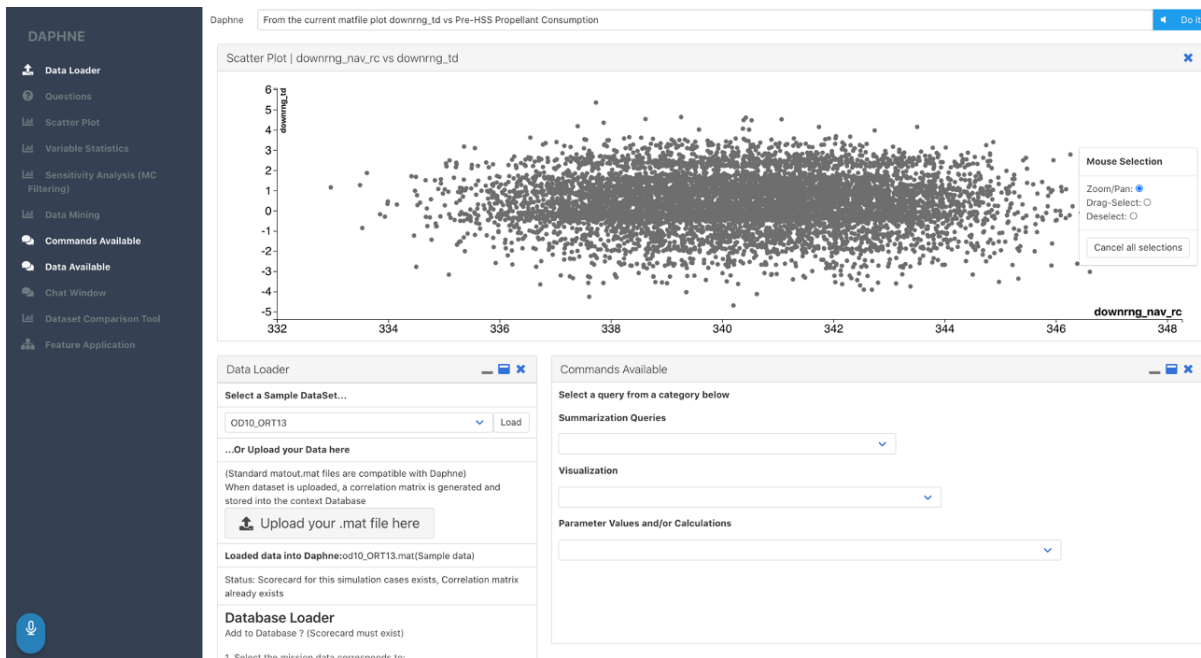 DAPHNE
Data Loader
Questions
Scatter Plot
Variable Statistics
Sensitivity Analysis (MC
Filtering)
Data Mining
Commands Available
Data Available
Chat Window
Dataset Comparison Tool
Feature Application
Daphne
From the current matfile plot downrng_td vs Pre-HSS Propellant Consumption
Do it
Scatter Plot | downrng_nav_rc vs downrng_td
6
5
4
3
2
1
0
-1
-2
-3
-4
-5
downrng_td
332 334 336 338 340 342 344 346 348
downrng_nav_rc
Mouse Selection
Zoom/Pan:
Drag-Select:
Deselect:
Cancel all selections
Data Loader
Select a Sample DataSet...
OD10_ORT13
Load
...Or Upload your Data here
(Standard matout.mat files are compatible with Daphne)
When dataset is uploaded, a correlation matrix is generated and
stored into the context Database
Upload your .mat file here
Loaded data into Daphne:od10_ORT13.mat(Sample data)
Status: Scorecard for this simulation cases exists, Correlation matrix
already exists
Database Loader
Add to Database ? (Scorecard must exist)
1. Select the mission data corresponds to:
Commands Available
Select a query from a category below
Summarization Queries
Visualization
Parameter Values and/or Calculations